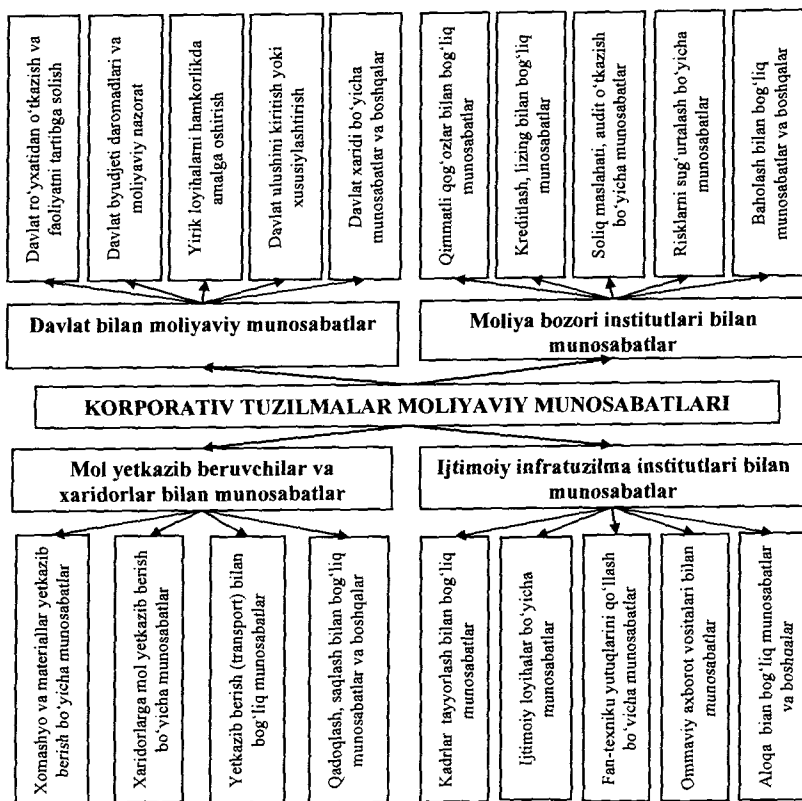 Davlat ro‘yxatidan o‘tkazish va
faoliyatni tartibga solish
Davlat byudjeti daromadlari va
moliyaviy nazorat
Yirik loyihalarni hamkorlikda
amalga oshirish
Davlat ulushini kiritish yoki
xususiylashtirish
Davlat xaridi bo‘yicha
munosabatlar va boshqalar
Qimmatli qog‘ozlar bilan bog‘liq
munosabatlar
Kreditlash, lizing bilan bog‘liq
munosabatlar
Soliq maslahati, audit o‘tkazish
bo‘yicha munosabatlar
Risklarni sug‘urtalash bo‘yicha
munosabatlar
Baholash bilan bog‘liq
munosabatlar va boshqalar
Davlat bilan moliyaviy munosabatlar
Moliya bozori institutlari bilan
munosabatlar
KORPORATIV TUZILMALAR MOLIYAVIY MUNOSABATLARI
Mol yetkazib beruvchilar va
xaridorlar bilan munosabatlar
Ijtimoiy infratuzilma institutlari bilan
munosabatlar
Xomashyo va materiallar yetkazib
berish bo‘yicha munosabatlar
Xaridorlarga mol yetkazib berish
bo‘yicha munosabatlar
Yetkazib berish (transport) bilan
bog‘liq munosabatlar
Qadoqlash, saqlash bilan bog‘liq
munosabatlar va boshqalar
Kadrlar tayyorlash bilan bog‘liq
munosabatlar
Ijtimoiy loyihalar bo‘yicha
munosabatlar
Fan-texniku yutuqlarini qo‘llash
bo‘yicha munosabatlar
Ommaviy axborot vositalari bilan
munosabatlar
Aloqa bian bog‘liq munosabatlar
va boshqalar